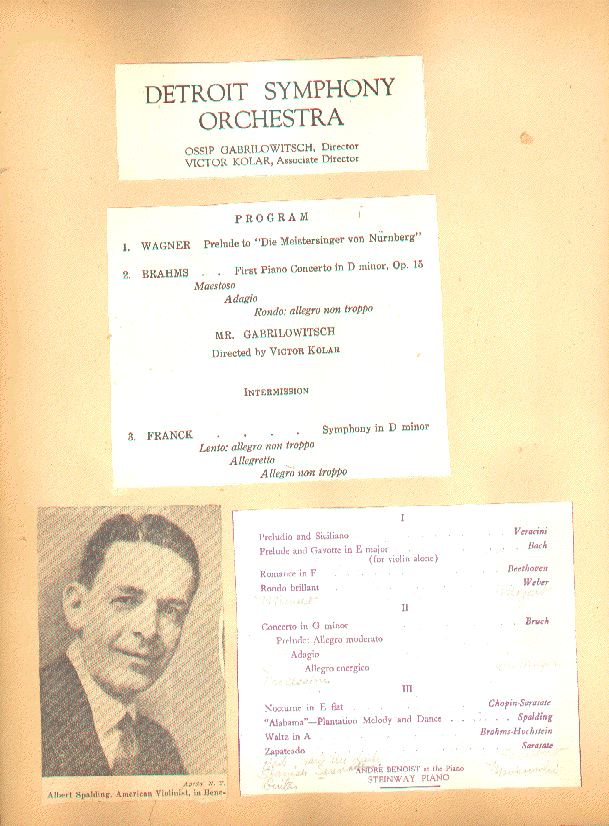 DETROIT SYMPHONY
ORCHESTRA
OSSIP GABRILOWITSCH, Director
VICTOR KOLAR, Associate Director
PROGRAM
1. WAGNER Prelude to "Die Meistersinger von Nürnberg"
2. BRAHMS . . First Piano Concerto in D minor, Op. 15
Maestoso
Adagio
Rondo: allegro non troppo
MR. GABRILOWITSCH
Directed by VICTOR KOLAR
INTERMISSION
3. FRANCK . . . . Symphony in D minor
Lento: allegro non troppo
Allegretto
Allegro non troppo
I
Preludio and Siciliano Veracini
Prelude and Gavotte in E major Bach
(for violin alone)
Romance in F Beethoven
Rondo brillant Weber
II
Concerto in G minor Bruch
Prelude: Allegro moderato
Adagio
Allegro energico
III
Nocturne in E flat Chopin-Sarasate
"Alabama"—Plantation Melody and Dance Spalding
Waltz in A Brahms-Hochstein
Zapateado Sarasate
ANDRÉ BENOIST at the Piano
STEINWAY PIANO
N. Y.
Albert Spalding, American Violinist, in Bene-